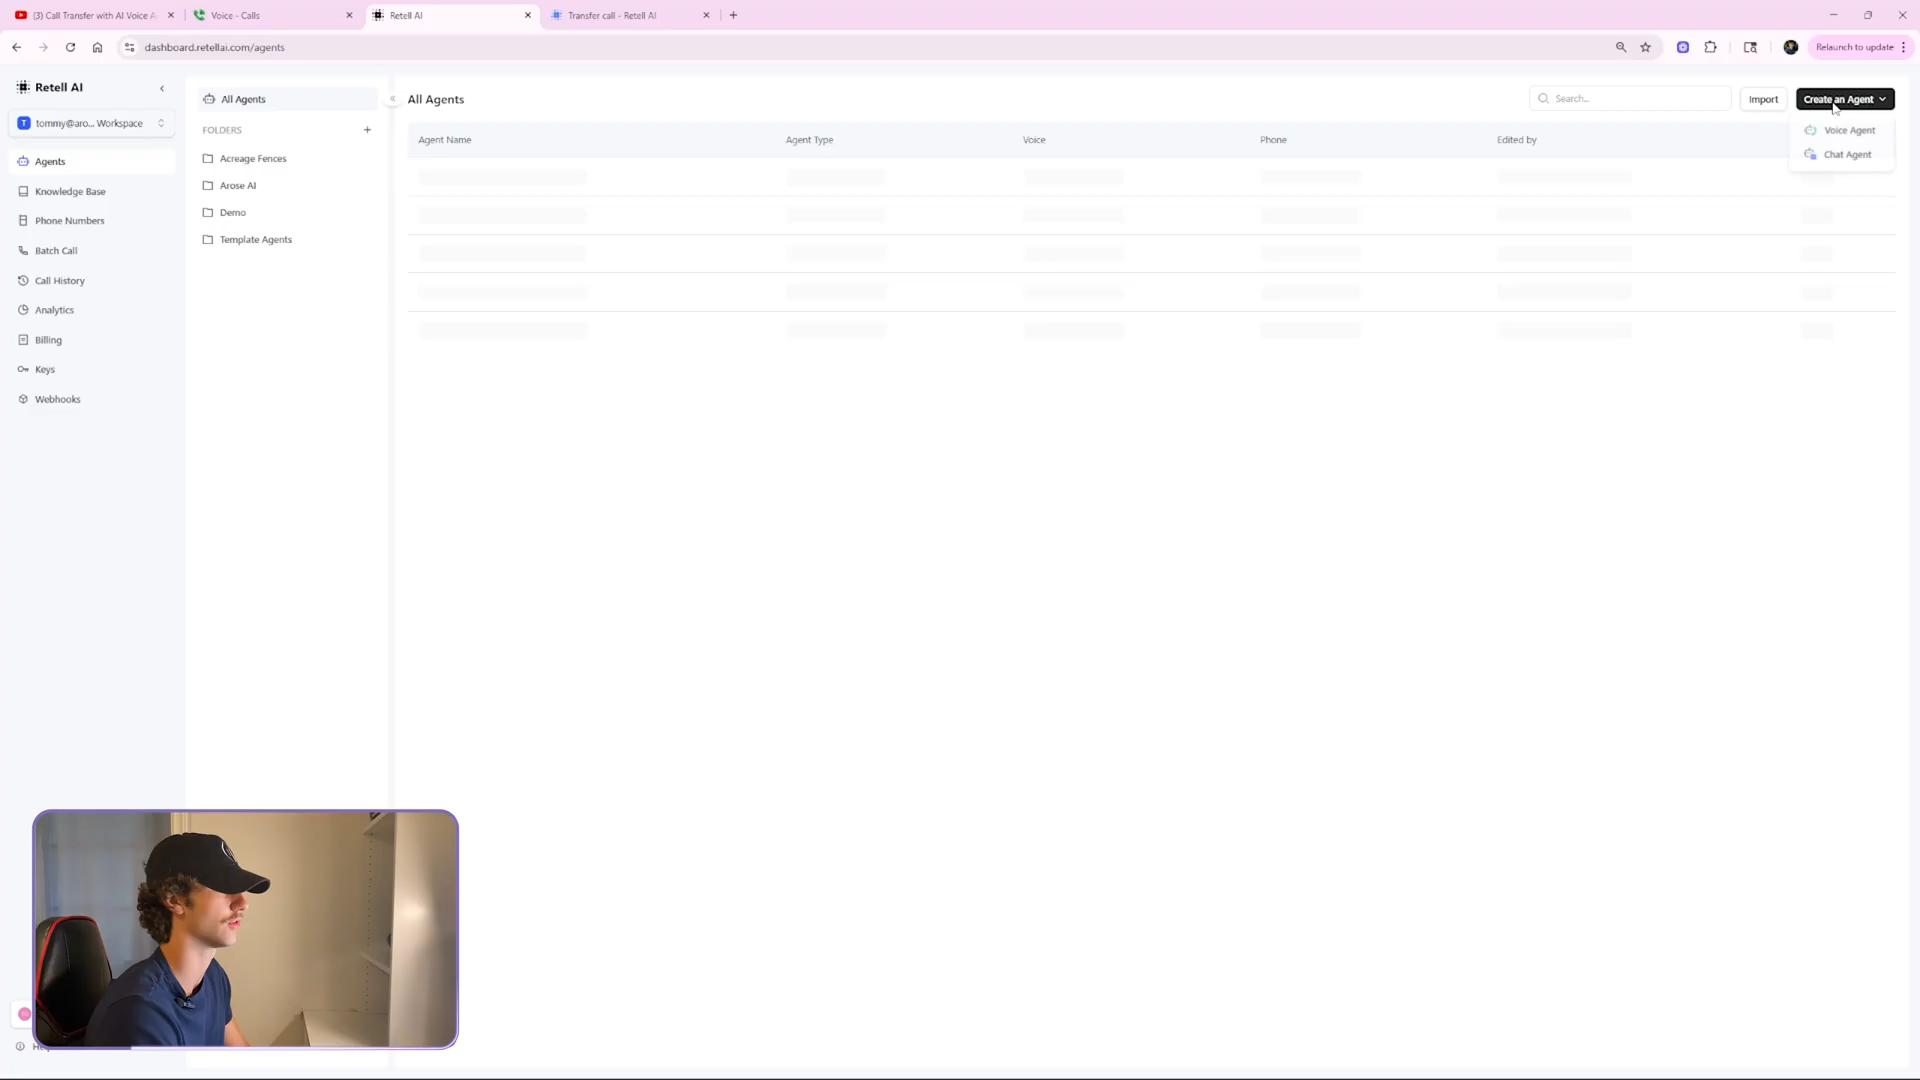 (3) Call Transfer with AI Voice A
Voice - Calls
Retell AI
Transfer call - Retell AI
dashboard.retellai.com/agents
Relaunch to update
Retell AI
T tommy@aro... Workspace
Agents
Knowledge Base
Phone Numbers
Batch Call
Call History
Analytics
Billing
Keys
Webhooks
All Agents
FOLDERS
Acreage Fences
Arose AI
Demo
Template Agents
All Agents
Search...
Import
Create an Agent
Voice Agent
Chat Agent
Agent Name
Agent Type
Voice
Phone
Edited by